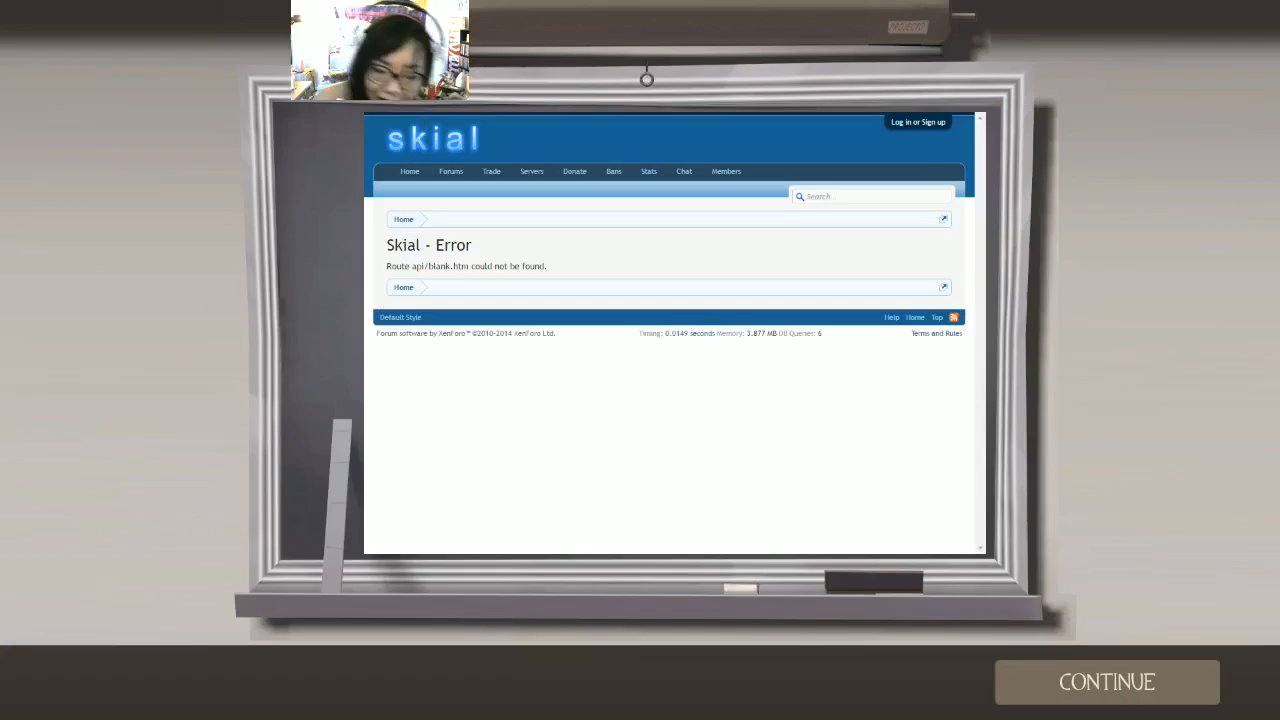 Log in or Sign up
skial
Home Forums Trade Servers Donate Bans Stats Chat Members
Search...
Home
Skial - Error
Route api/blank.htm could not be found.
Home
Default Style Help Home Top
Forum software by XenForo™ ©2010-2014 XenForo Ltd. Timing: 0.0149 seconds Memory: 3.877 MB DB Queries: 6 Terms and Rules
CONTINUE